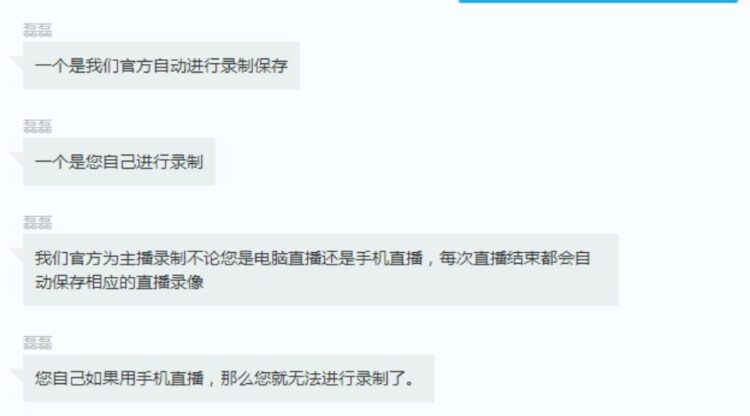 磊磊
一个是我们官方自动进行录制保存
磊磊
一个是您自己进行录制
磊磊
我们官方为主播录制不论您是电脑直播还是手机直播，每次直播结束都会自
动保存相应的直播录像
磊磊
您自己如果用手机直播，那么您就无法进行录制了。